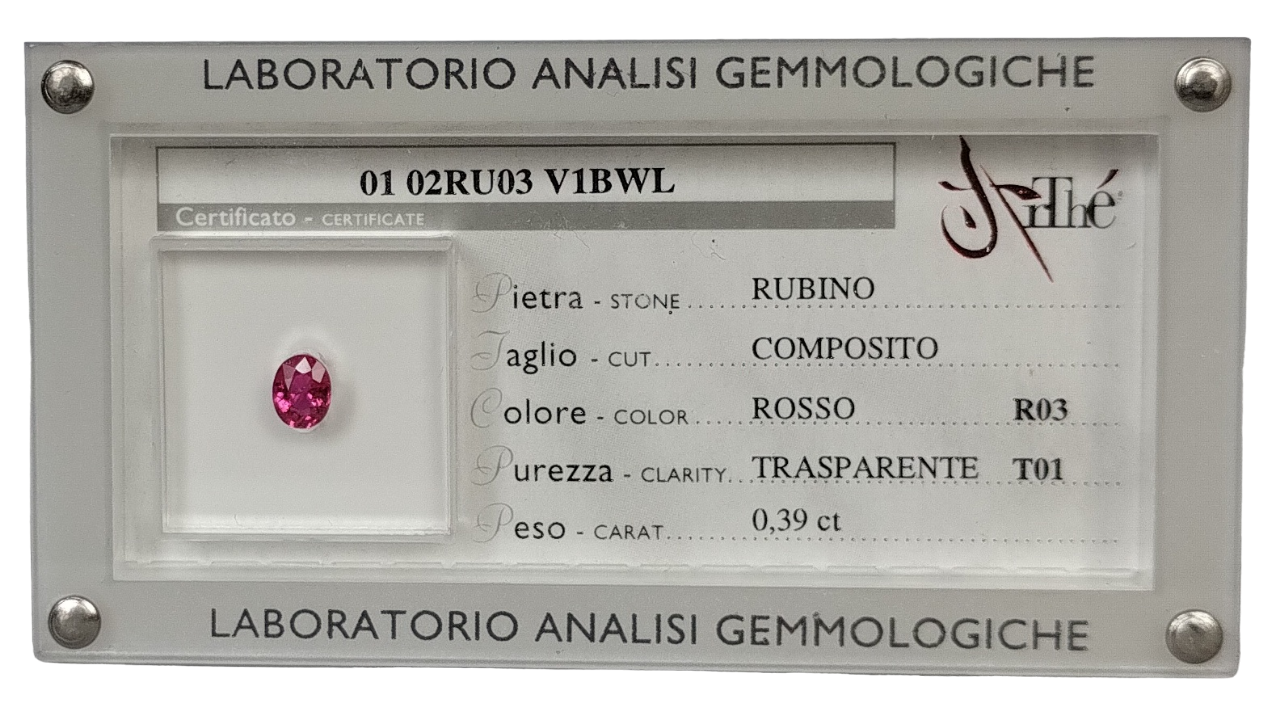 LABORATORIO ANALISI GEMMOLOGICHE
01 02RU03 V1BWL
Certificato - CERTIFICATE
ArThé
Pietra - STONE RUBINO
Taglio - CUT COMPOSITO
Colore - COLOR ROSSO R03
Purezza - CLARITY TRASPARENTE T01
Peso - CARAT 0,39 ct
LABORATORIO ANALISI GEMMOLOGICHE